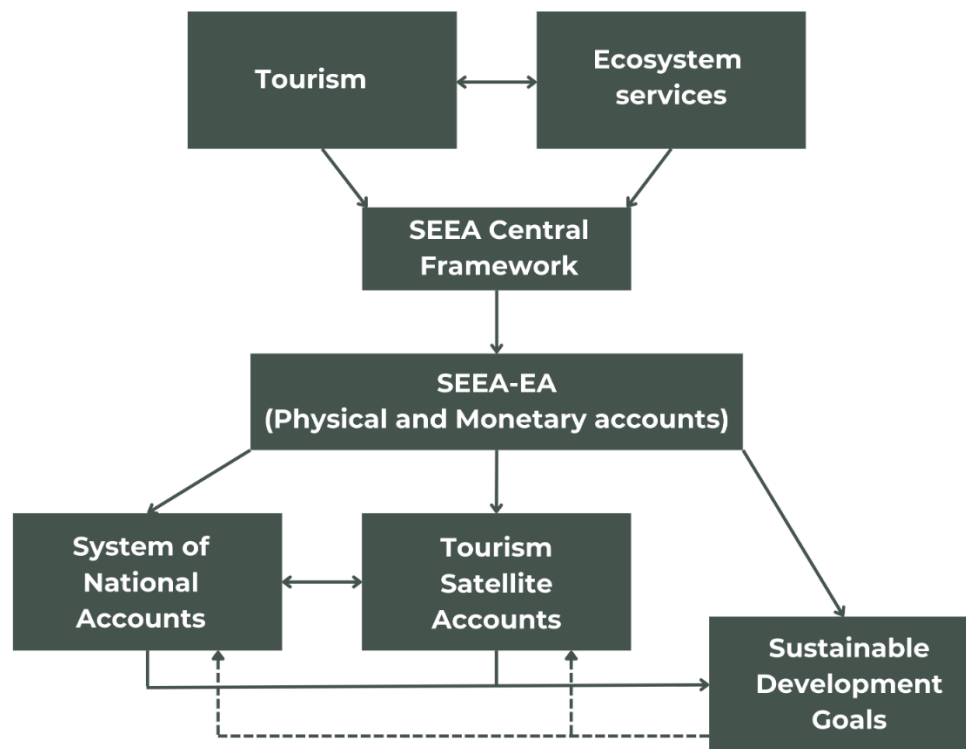 Tourism
Ecosystem
services
SEEA Central
Framework
SEEA-EA
(Physical and Monetary accounts)
System of
National
Accounts
Tourism
Satellite
Accounts
Sustainable
Development
Goals